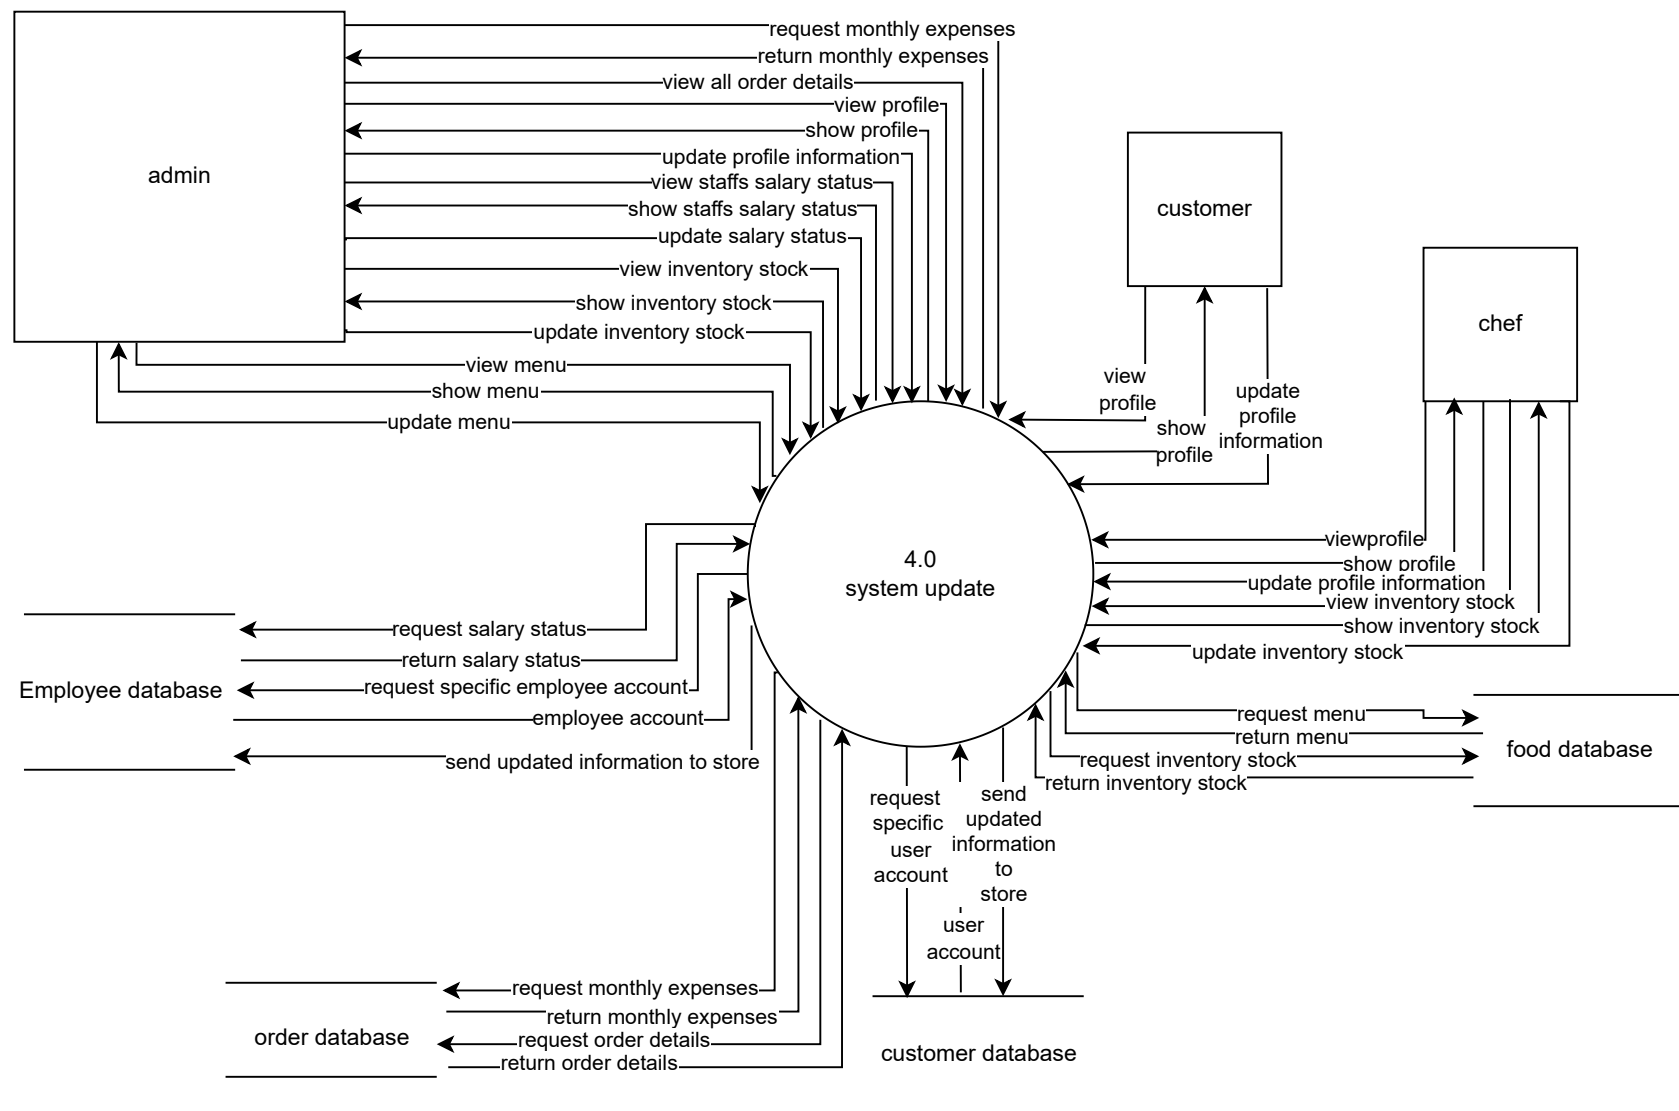 request monthly expenses
return monthly expenses
view all order details
view profile
show profile
update profile information
view staffs salary status
show staffs salary status
update salary status
view inventory stock
show inventory stock
update inventory stock
view menu
show menu
update menu
admin
customer
chef
view
profile
show
profile
update
profile
information
4.0
system update
viewprofile
show profile
update profile information
view inventory stock
show inventory stock
update inventory stock
request salary status
return salary status
Employee database
request specific employee account
employee account
send updated information to store
request menu
return menu
request inventory stock
return inventory stock
food database
request
specific
user
account
send
updated
information
to
store
user
account
request monthly expenses
return monthly expenses
request order details
return order details
order database
customer database